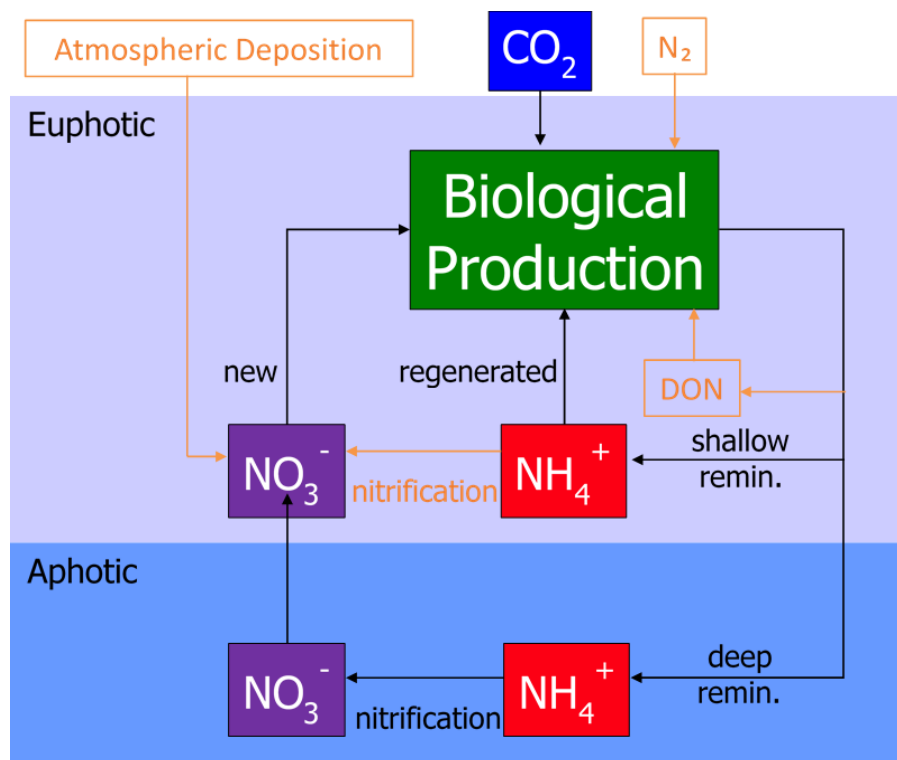 Atmospheric Deposition
CO₂
N₂
Euphotic
Biological
Production
new
regenerated
DON
NO₃⁻
nitrification
NH₄⁺
shallow
remin.
Aphotic
NO₃⁻
nitrification
NH₄⁺
deep
remin.